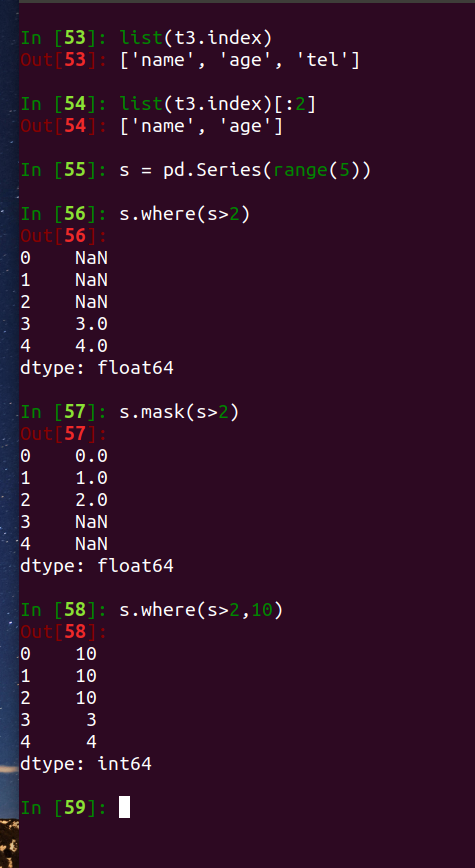 In [53]: list(t3.index)
Out[53]: ['name', 'age', 'tel']
In [54]: list(t3.index)[:2]
Out[54]: ['name', 'age']
In [55]: s = pd.Series(range(5))
In [56]: s.where(s>2)
Out[56]:
0    NaN
1    NaN
2    NaN
3    3.0
4    4.0
dtype: float64
In [57]: s.mask(s>2)
Out[57]:
0    0.0
1    1.0
2    2.0
3    NaN
4    NaN
dtype: float64
In [58]: s.where(s>2,10)
Out[58]:
0    10
1    10
2    10
3     3
4     4
dtype: int64
In [59]: